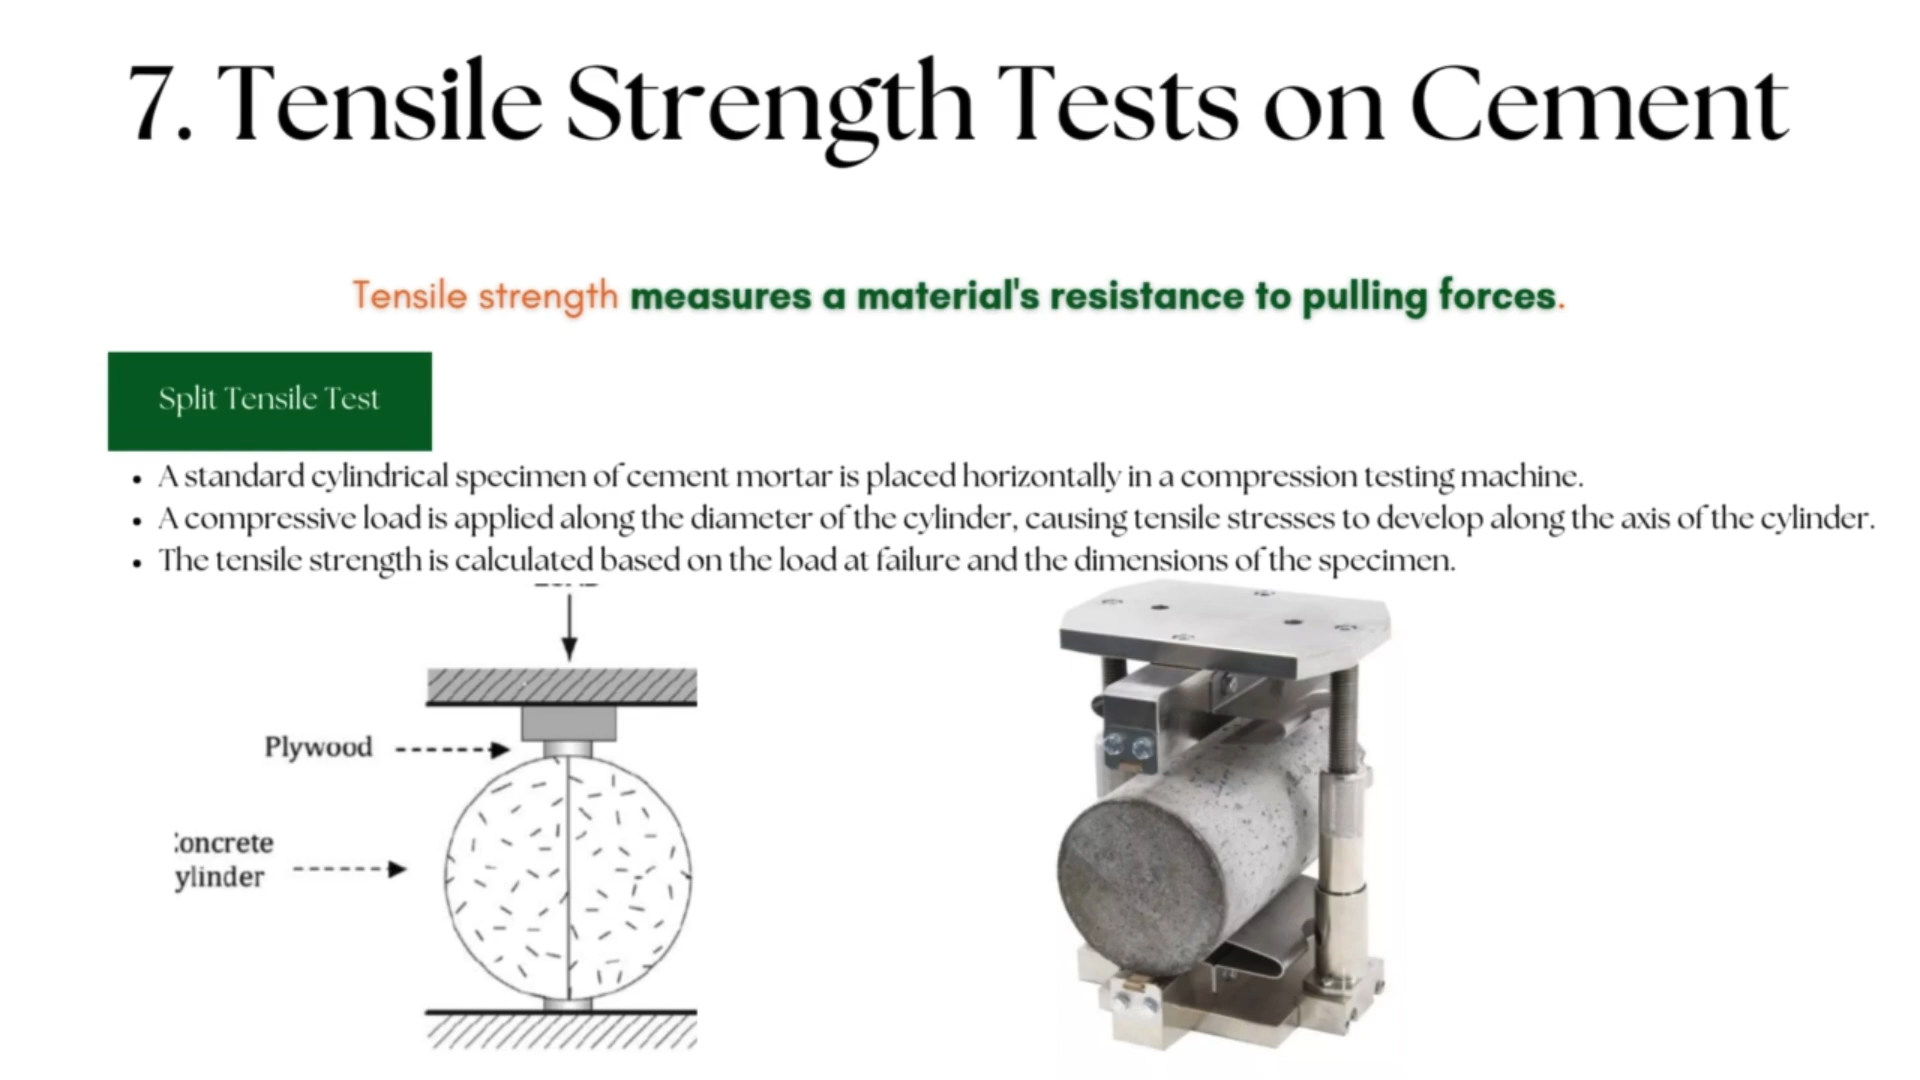 7. Tensile Strength Tests on Cement
Tensile strength measures a material's resistance to pulling forces.
Split Tensile Test
• A standard cylindrical specimen of cement mortar is placed horizontally in a compression testing machine.
• A compressive load is applied along the diameter of the cylinder, causing tensile stresses to develop along the axis of the cylinder.
• The tensile strength is calculated based on the load at failure and the dimensions of the specimen.
Plywood
oncrete
ylinder